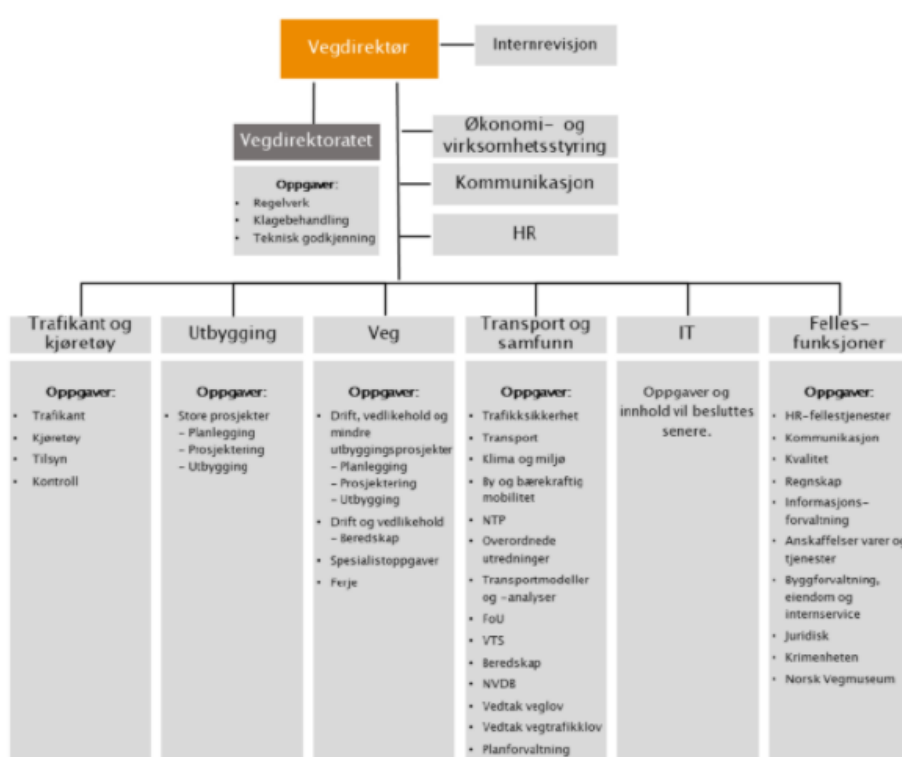 Vegdirektør
Internrevisjon
Vegdirektoratet
Oppgaver:
• Regelverk
• Klagebehandling
• Teknisk godkjenning
Økonomi- og
virksomhetsstyring
Kommunikasjon
HR
Trafikant og
kjøretøy
Oppgaver:
• Trafikant
• Kjøretøy
• Tilsyn
• Kontroll
Utbygging
Oppgaver:
• Store prosjekter
– Planlegging
– Prosjektering
– Utbygging
Veg
Oppgaver:
• Drift, vedlikehold og
mindre
utbyggingsprosjekter
– Planlegging
– Prosjektering
– Utbygging
• Drift og vedlikehold
– Beredskap
• Spesialistoppgaver
• Ferje
Transport og
samfunn
Oppgaver:
• Trafikksikkerhet
• Transport
• Klima og miljø
• By og bærekraftig
mobilitet
• NTP
• Overordnede
utredninger
• Transportmodeller
og -analyser
• FoU
• VTS
• Beredskap
• NVDB
• Vedtak veglov
• Vedtak vegtrafikklov
• Planforvaltning
IT
Oppgaver og
innhold vil besluttes
senere.
Felles-
funksjoner
Oppgaver:
• HR-fellestjenester
• Kommunikasjon
• Kvalitet
• Regnskap
• Informasjons-
forvaltning
• Anskaffelser varer og
tjenester
• Byggforvaltning,
eiendom og
internservice
• Juridisk
• Krimenheten
• Norsk Vegmuseum